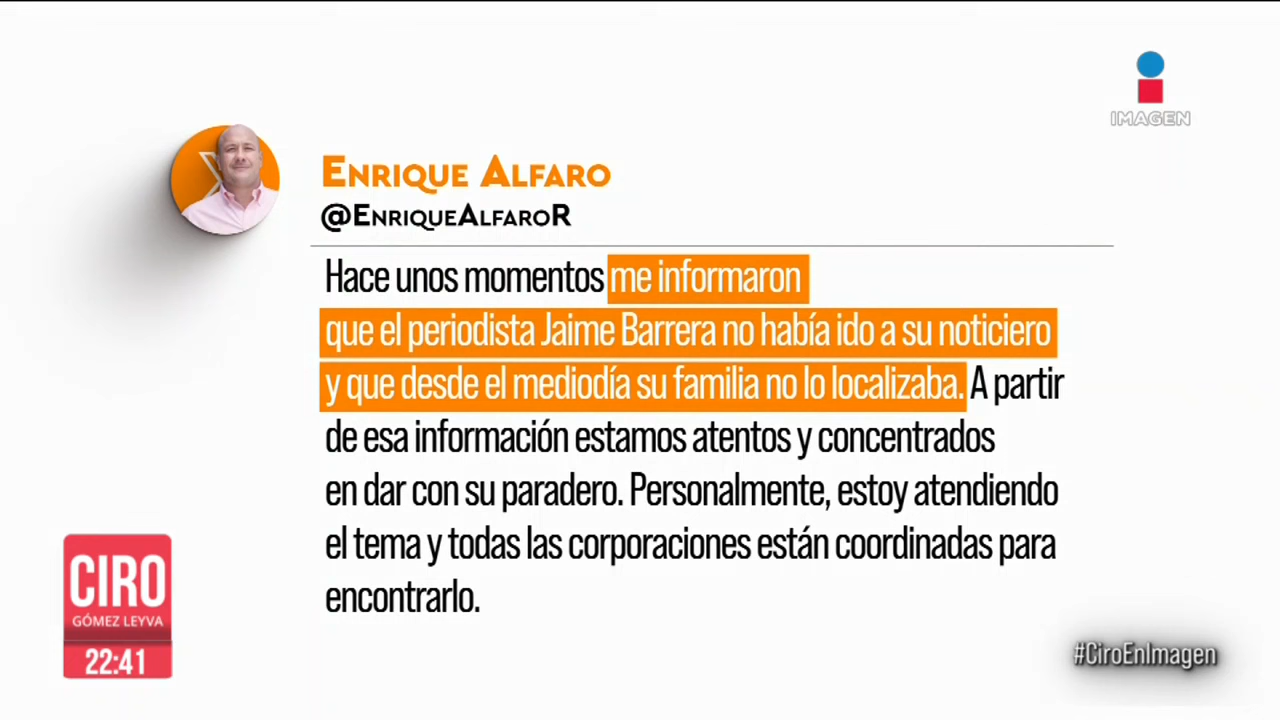 IMAGEN
Enrique Alfaro
@EnriqueAlfaroR
Hace unos momentos me informaron
que el periodista Jaime Barrera no había ido a su noticiero
y que desde el mediodía su familia no lo localizaba. A partir
de esa información estamos atentos y concentrados
en dar con su paradero. Personalmente, estoy atendiendo
el tema y todas las corporaciones están coordinadas para
encontrarlo.
CIRO
GÓMEZ LEYVA
22:41
#CiroEnImagen